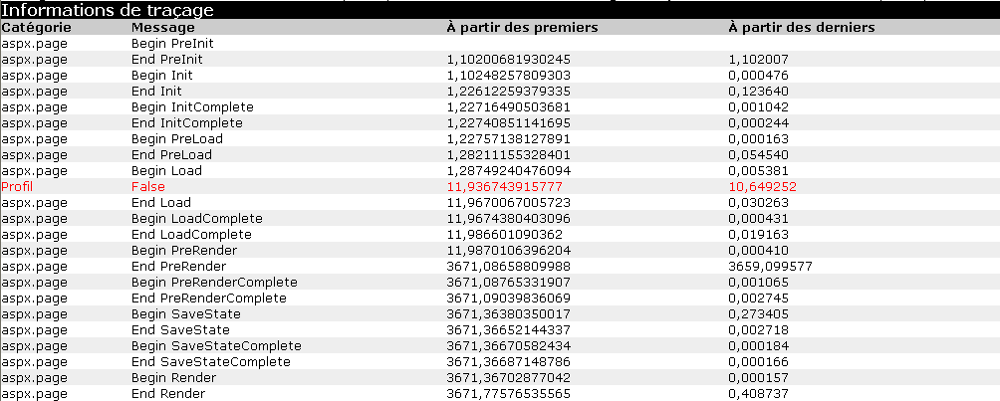 Informations de traçage
Catégorie Message À partir des premiers À partir des derniers
aspx.page Begin PreInit
aspx.page End PreInit 1,10200681930245 1,102007
aspx.page Begin Init 1,10248257809303 0,000476
aspx.page End Init 1,22612259379335 0,123640
aspx.page Begin InitComplete 1,22716490503681 0,001042
aspx.page End InitComplete 1,22740851141695 0,000244
aspx.page Begin PreLoad 1,22757138127891 0,000163
aspx.page End PreLoad 1,28211155328401 0,054540
aspx.page Begin Load 1,28749240476094 0,005381
Profil False 11,936743915777 10,649252
aspx.page End Load 11,9670067005723 0,030263
aspx.page Begin LoadComplete 11,9674380403096 0,000431
aspx.page End LoadComplete 11,986601090362 0,019163
aspx.page Begin PreRender 11,9870106396204 0,000410
aspx.page End PreRender 3671,08658809988 3659,099577
aspx.page Begin PreRenderComplete 3671,08765331907 0,001065
aspx.page End PreRenderComplete 3671,09039836069 0,002745
aspx.page Begin SaveState 3671,36380350017 0,273405
aspx.page End SaveState 3671,36652144337 0,002718
aspx.page Begin SaveStateComplete 3671,36670582434 0,000184
aspx.page End SaveStateComplete 3671,36687148786 0,000166
aspx.page Begin Render 3671,36702877042 0,000157
aspx.page End Render 3671,77576535565 0,408737